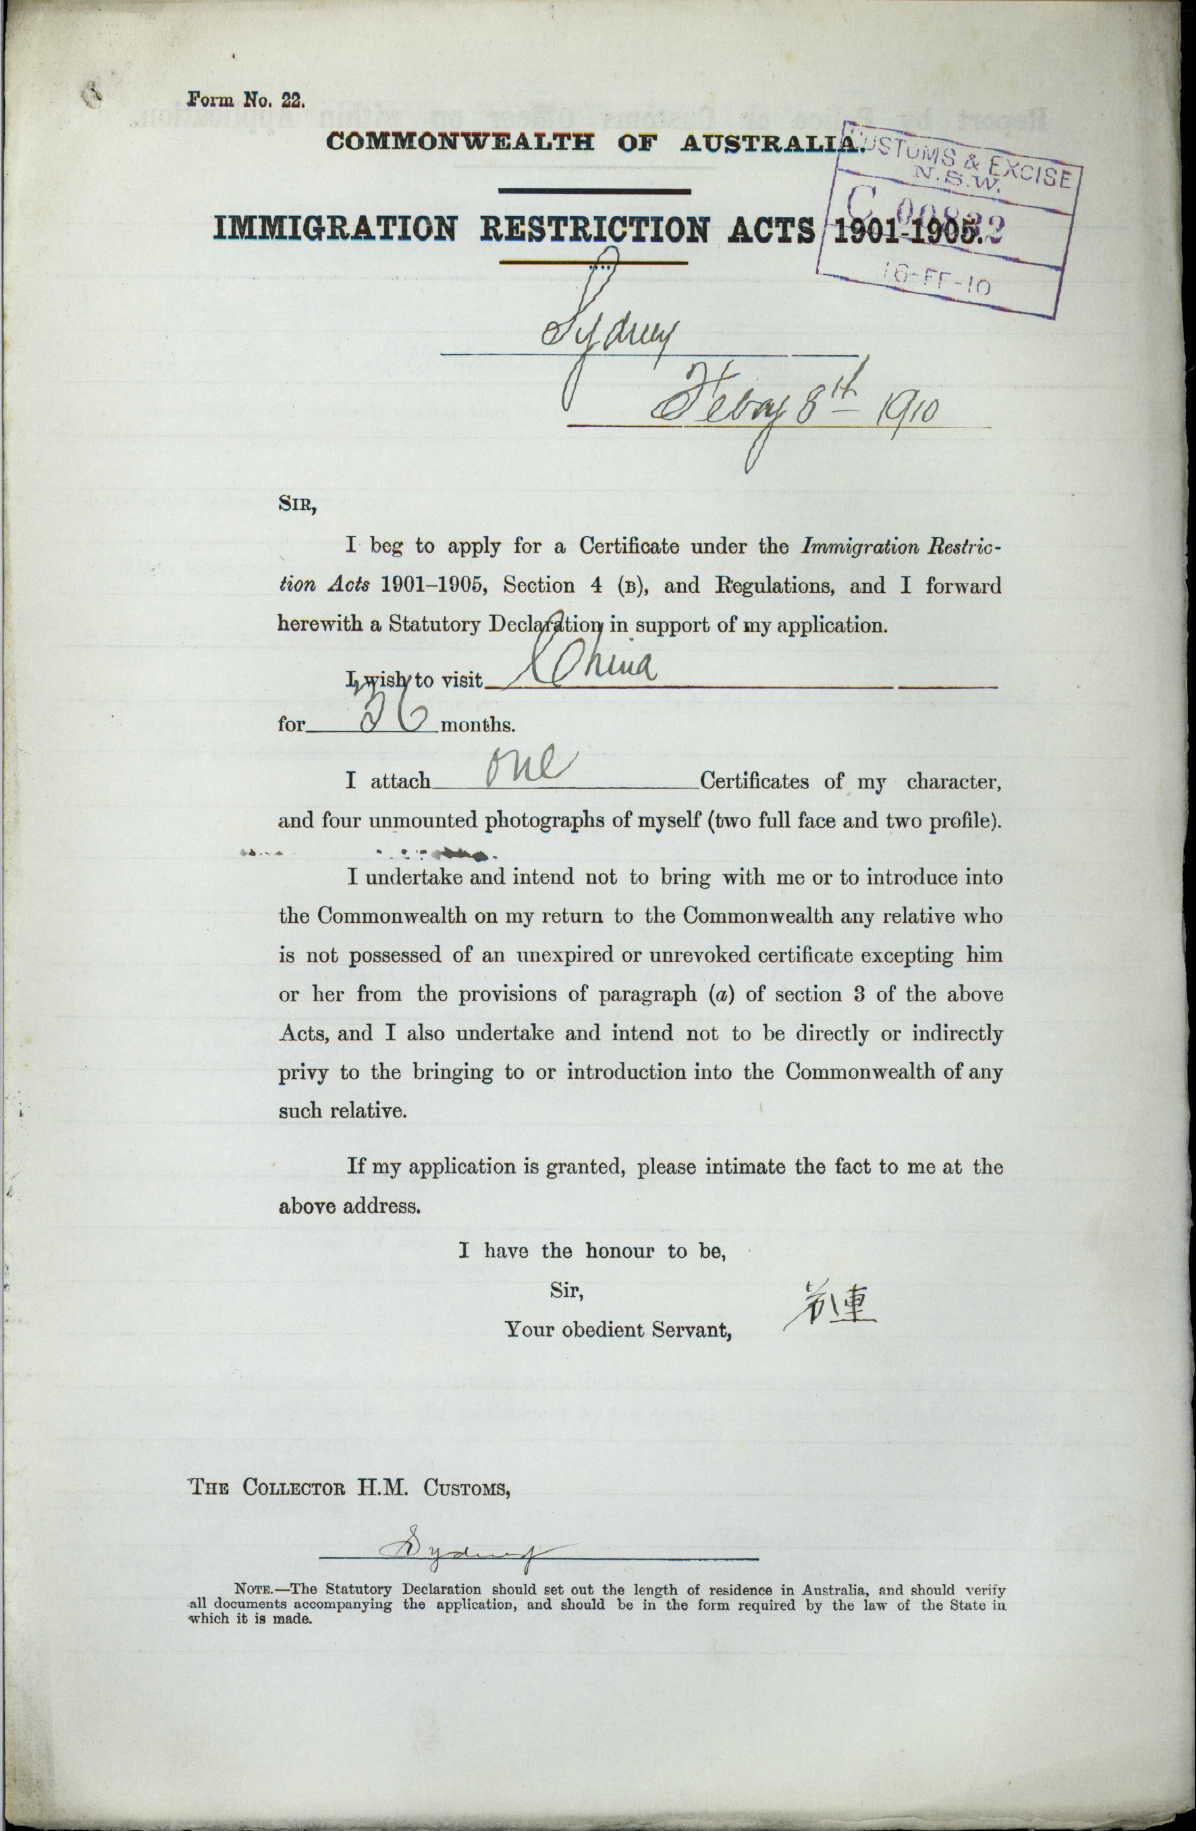 Form No. 22.
COMMONWEALTH OF AUSTRALIA.
CUSTOMS & EXCISE
N.S.W.
C 00832
16-FE-10
IMMIGRATION RESTRICTION ACTS 1901-1905.
Sydney
Febry 8th 1910
SIR,
I beg to apply for a Certificate under the Immigration Restric-
tion Acts 1901–1905, Section 4 (B), and Regulations, and I forward
herewith a Statutory Declaration in support of my application.
I wish to visit China
for 36 months.
I attach one Certificates of my character,
and four unmounted photographs of myself (two full face and two profile).
I undertake and intend not to bring with me or to introduce into
the Commonwealth on my return to the Commonwealth any relative who
is not possessed of an unexpired or unrevoked certificate excepting him
or her from the provisions of paragraph (a) of section 3 of the above
Acts, and I also undertake and intend not to be directly or indirectly
privy to the bringing to or introduction into the Commonwealth of any
such relative.
If my application is granted, please intimate the fact to me at the
above address.
I have the honour to be,
Sir,
Your obedient Servant,
THE COLLECTOR H.M. CUSTOMS,
Sydney
NOTE.—The Statutory Declaration should set out the length of residence in Australia, and should verify
all documents accompanying the application, and should be in the form required by the law of the State in
which it is made.